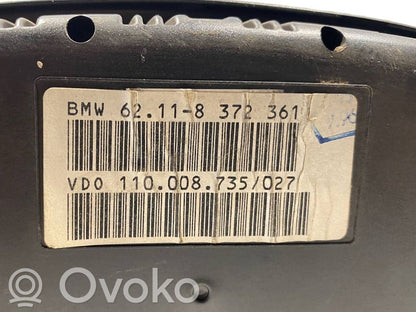 BMW 62.11-8 372 361
VDO 110.008.735/027
Ovoko